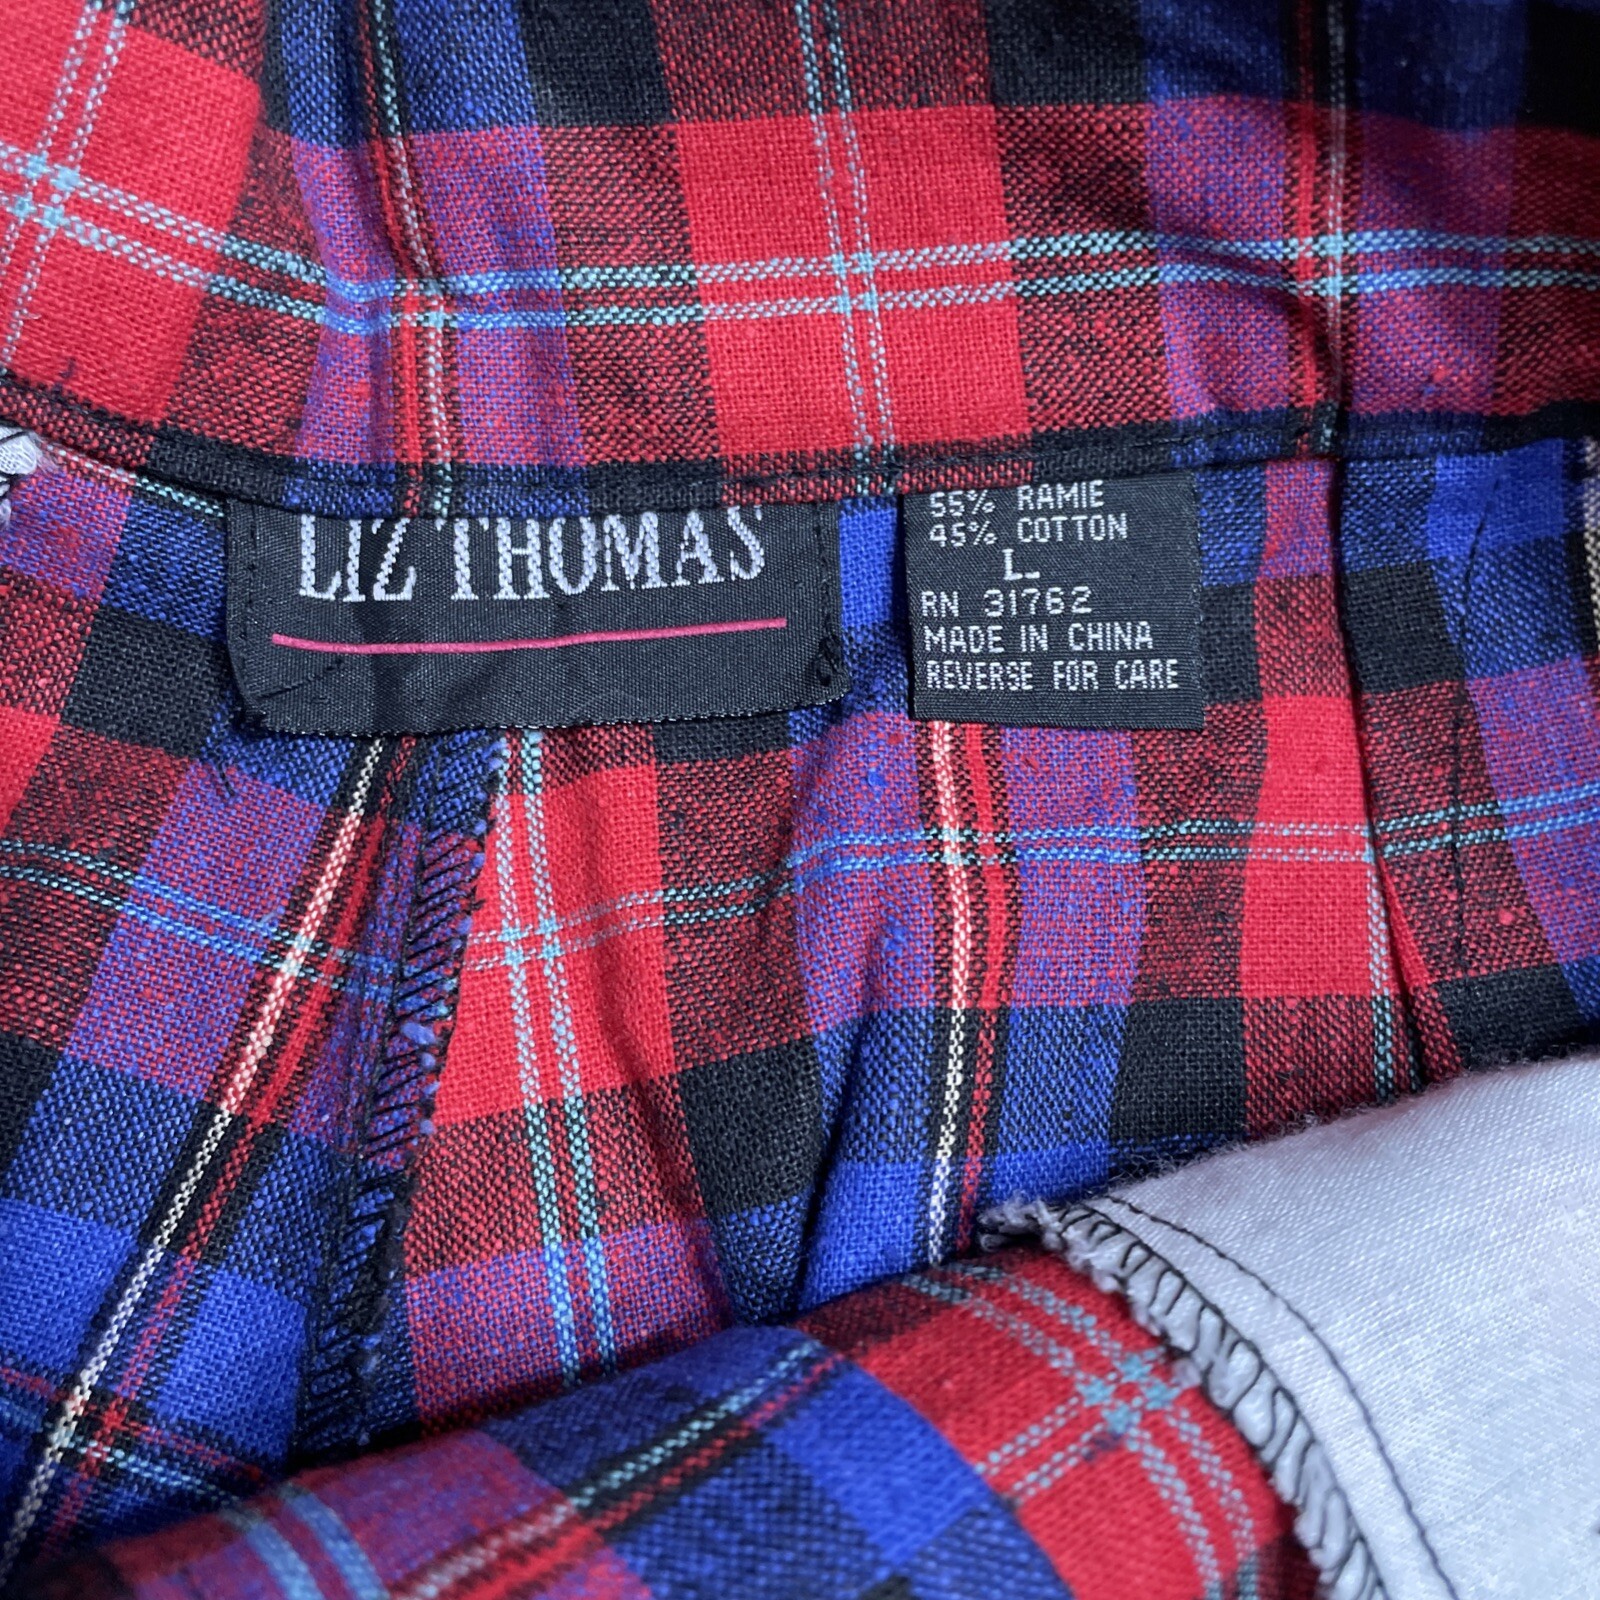 LIZ THOMAS
55% RAMIE
45% COTTON
L
RN 31762
MADE IN CHINA
REVERSE FOR CARE